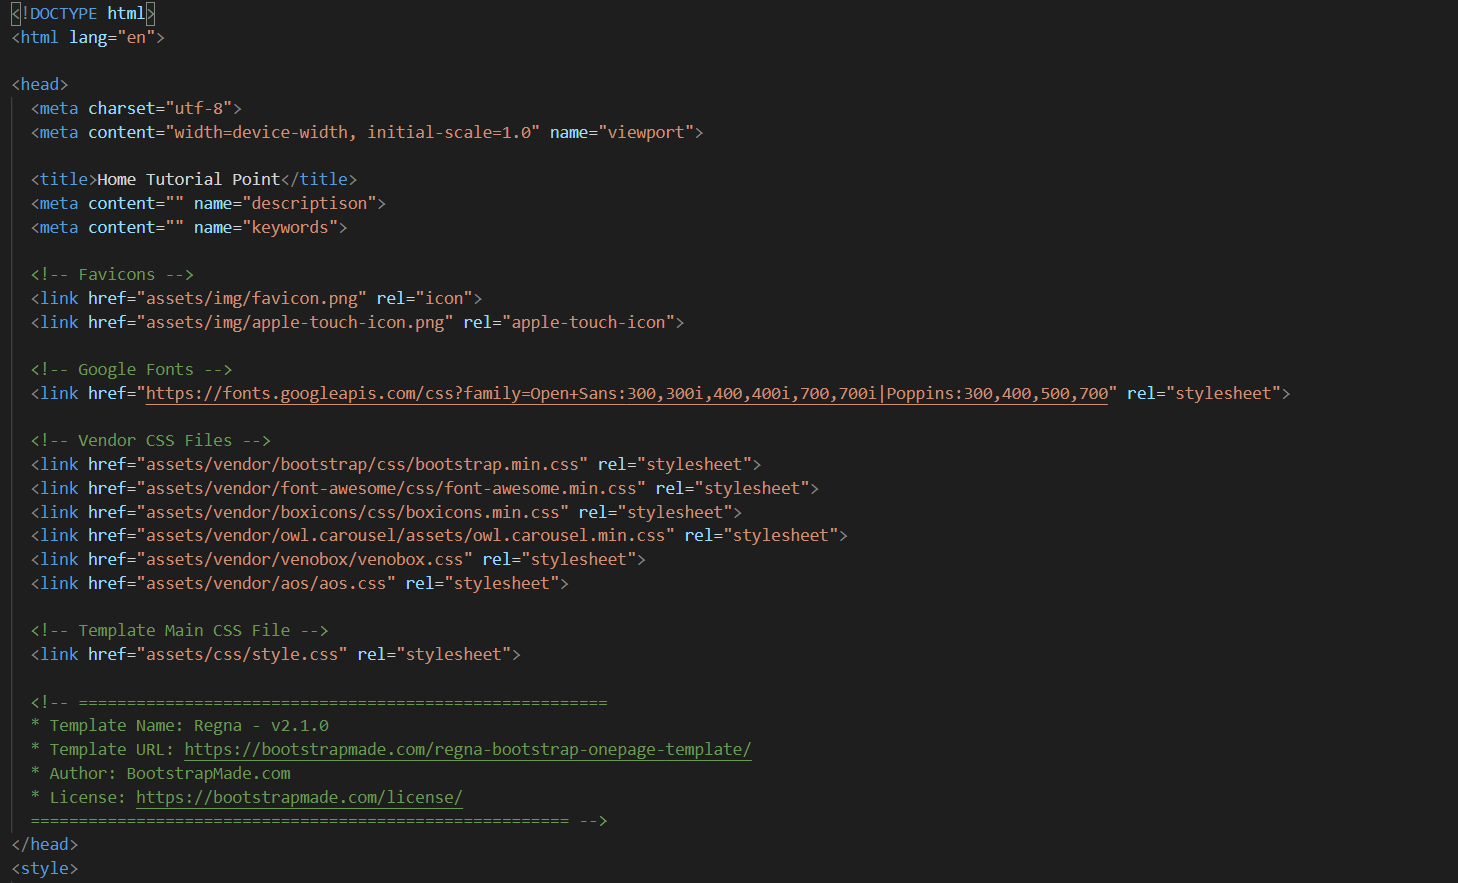 <!DOCTYPE html>
<html lang="en">
<head>
<meta charset="utf-8">
<meta content="width=device-width, initial-scale=1.0" name="viewport">
<title>Home Tutorial Point</title>
<meta content="" name="descriptison">
<meta content="" name="keywords">
<!-- Favicons -->
<link href="assets/img/favicon.png" rel="icon">
<link href="assets/img/apple-touch-icon.png" rel="apple-touch-icon">
<!-- Google Fonts -->
<link href="https://fonts.googleapis.com/css?family=Open+Sans:300,300i,400,400i,700,700i|Poppins:300,400,500,700" rel="stylesheet">
<!-- Vendor CSS Files -->
<link href="assets/vendor/bootstrap/css/bootstrap.min.css" rel="stylesheet">
<link href="assets/vendor/font-awesome/css/font-awesome.min.css" rel="stylesheet">
<link href="assets/vendor/boxicons/css/boxicons.min.css" rel="stylesheet">
<link href="assets/vendor/owl.carousel/assets/owl.carousel.min.css" rel="stylesheet">
<link href="assets/vendor/venobox/venobox.css" rel="stylesheet">
<link href="assets/vendor/aos/aos.css" rel="stylesheet">
<!-- Template Main CSS File -->
<link href="assets/css/style.css" rel="stylesheet">
<!-- =======================================================
* Template Name: Regna - v2.1.0
* Template URL: https://bootstrapmade.com/regna-bootstrap-onepage-template/
* Author: BootstrapMade.com
* License: https://bootstrapmade.com/license/
======================================================== -->
</head>
<style>